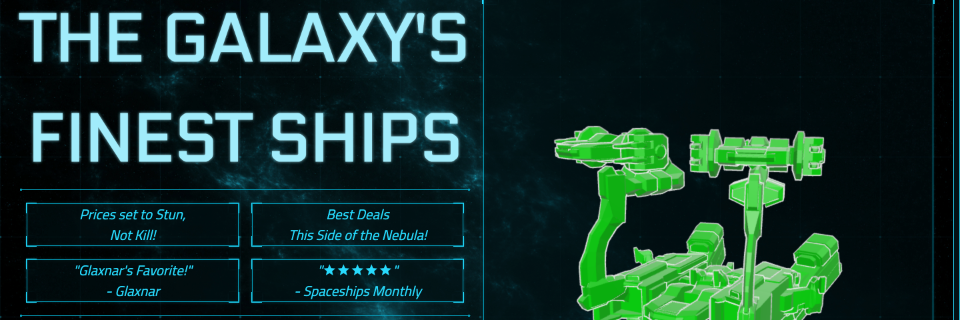 THE GALAXY'S
FINEST SHIPS
Prices set to Stun,
Not Kill!
Best Deals
This Side of the Nebula!
"Glaxnar's Favorite!"
- Glaxnar
"★★★★★"
- Spaceships Monthly